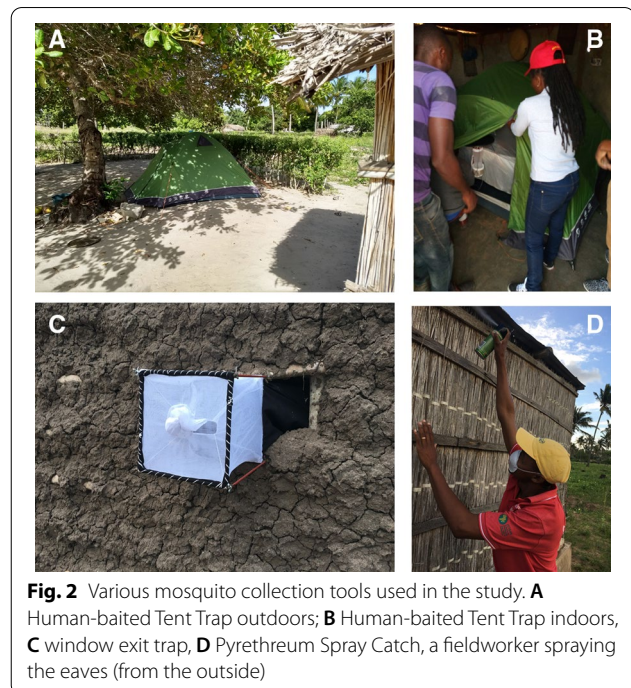 A
B
C
D
Fig. 2 Various mosquito collection tools used in the study. A
Human-baited Tent Trap outdoors; B Human-baited Tent Trap indoors,
C window exit trap, D Pyrethreum Spray Catch, a fieldworker spraying
the eaves (from the outside)